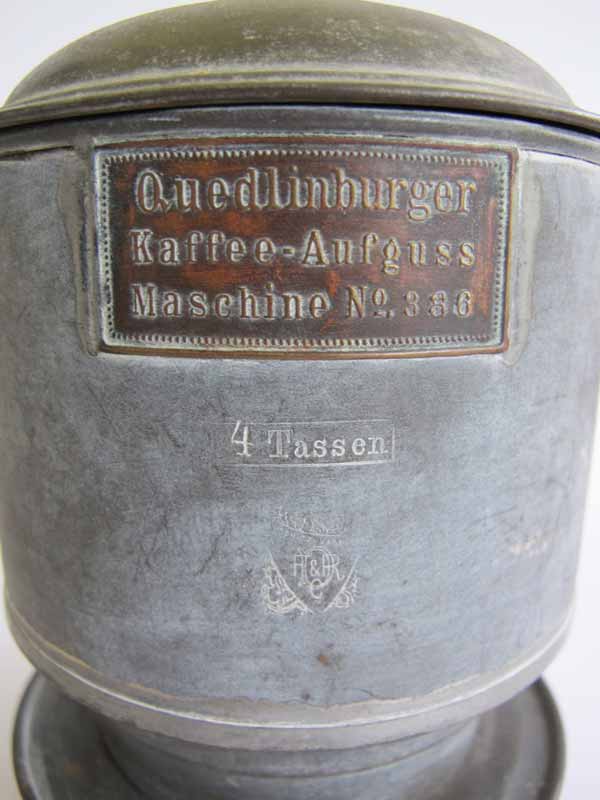 Quedlinburger
Kaffee-Aufguss
Maschine No. 386
4 Tassen